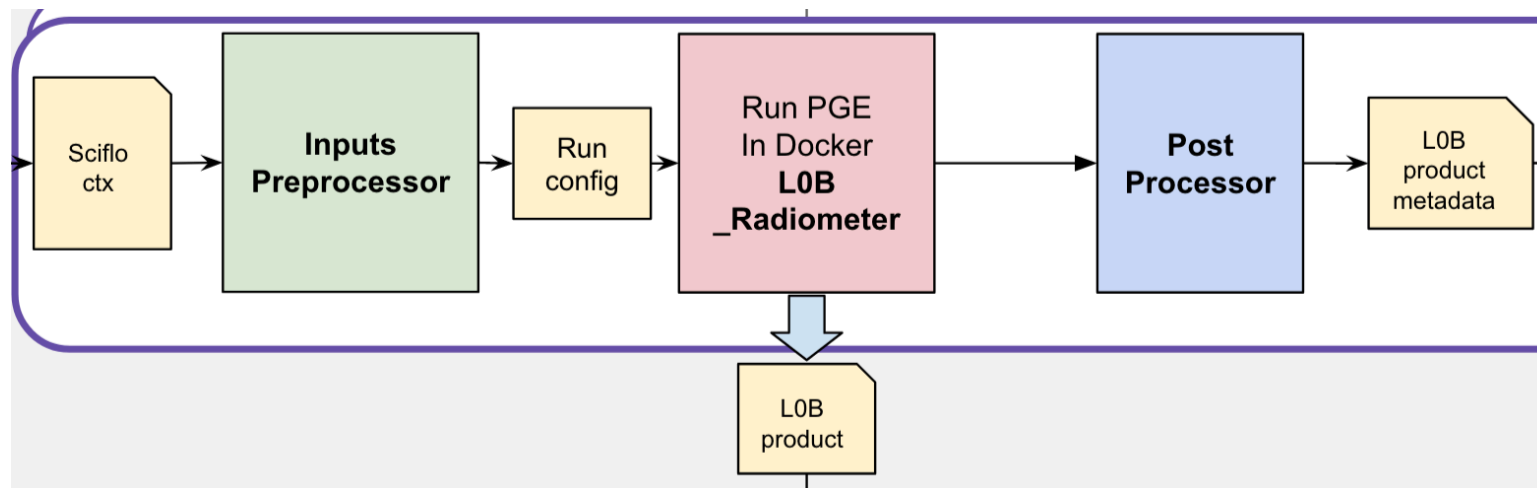 Sciflo
ctx
Inputs
Preprocessor
Run
config
Run PGE
In Docker
L0B
_Radiometer
Post
Processor
L0B
product
metadata
L0B
product